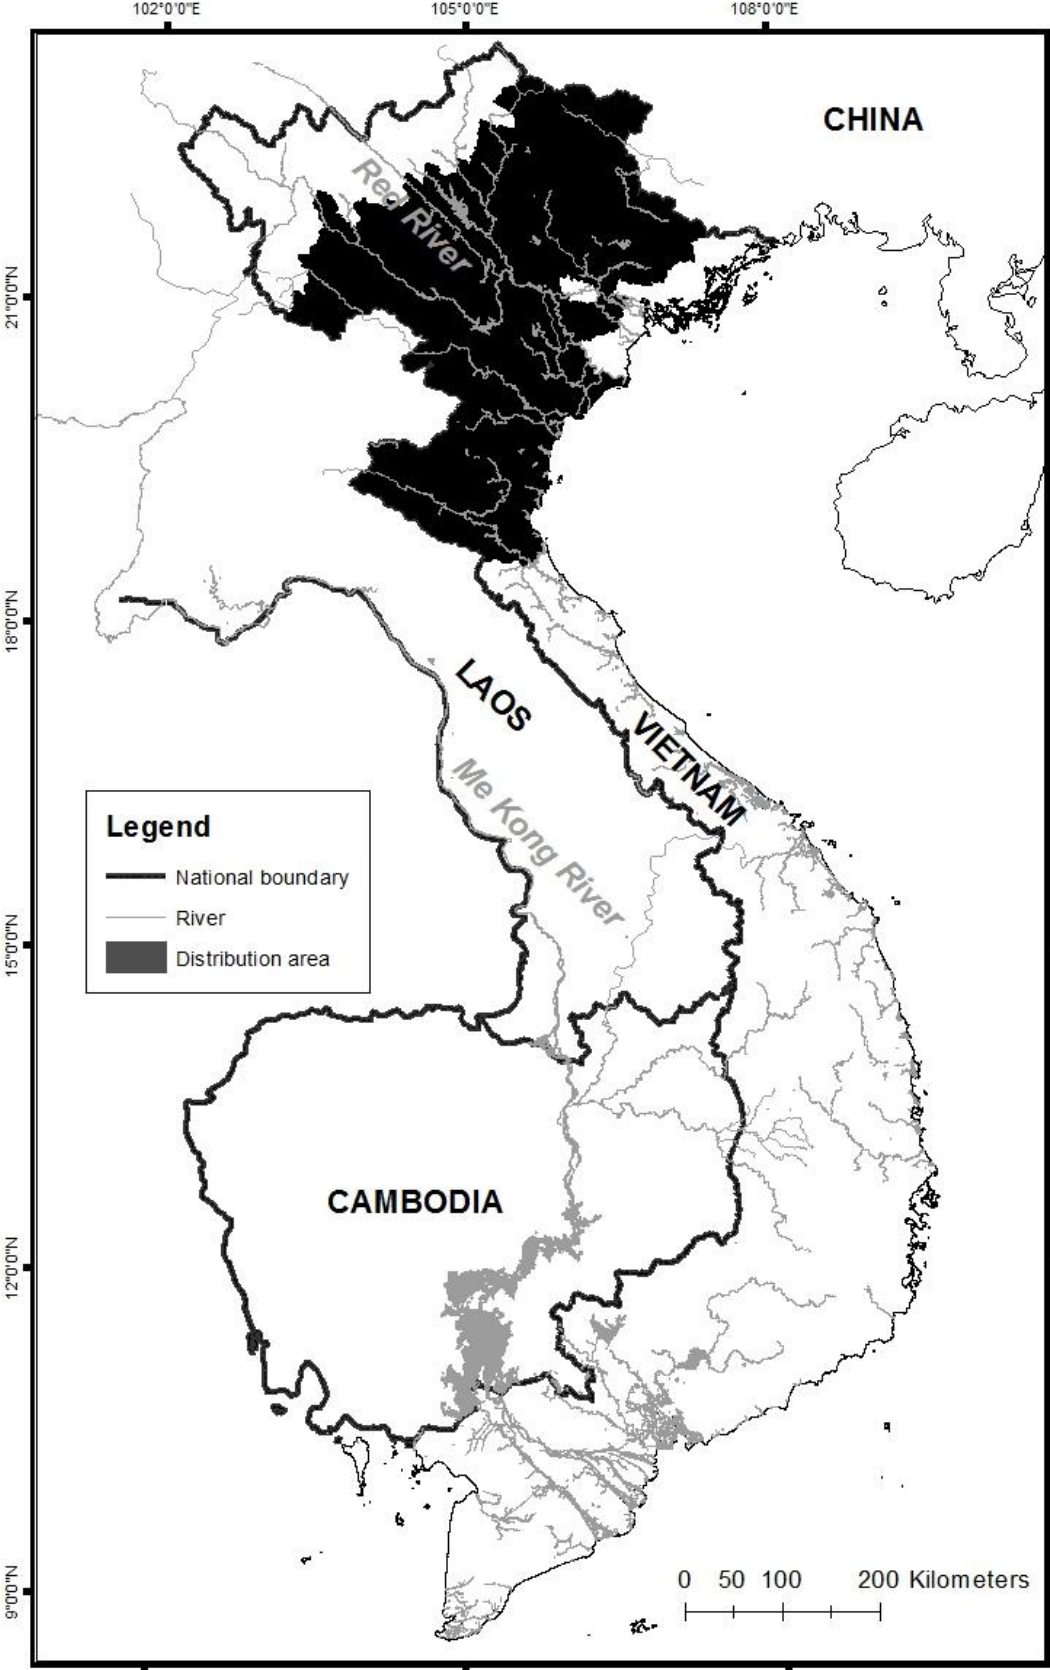 102°0'0"E 105°0'0"E 108°0'0"E
CHINA
Red River
21°0'0"N
18°0'0"N
LAOS
VIETNAM
Me Kong River
Legend
National boundary
River
Distribution area
15°0'0"N
CAMBODIA
12°0'0"N
9°0'0"N
0 50 100 200 Kilometers